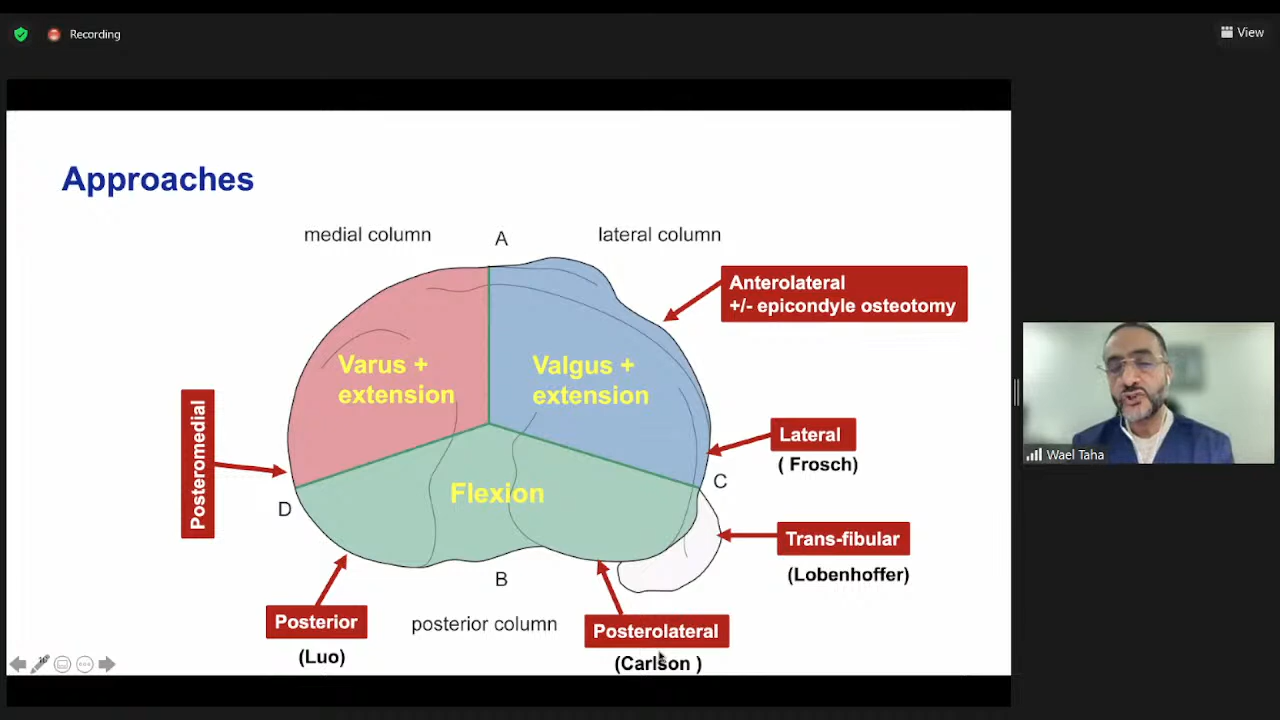 Recording
View
Approaches
medial column
A
lateral column
Anterolateral
+/- epicondyle osteotomy
Varus +
extension
Valgus +
extension
Posteromedial
Lateral
( Frosch)
Wael Taha
C
D
Flexion
Trans-fibular
(Lobenhoffer)
B
Posterior
(Luo)
posterior column
Posterolateral
(Carlson )